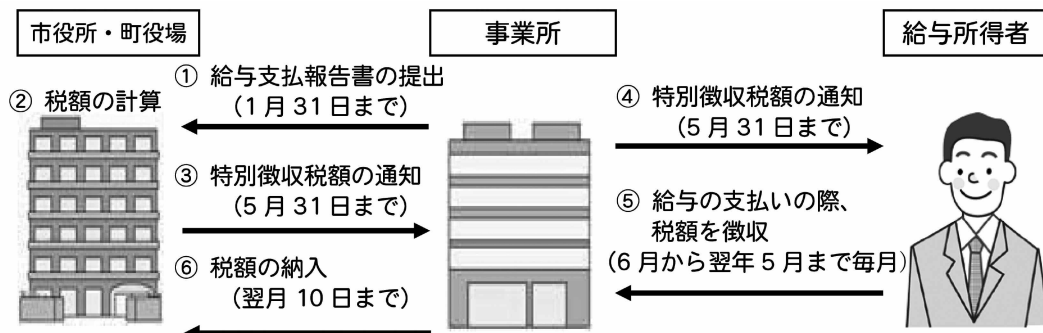 市役所・町役場
事業所
給与所得者
① 給与支払報告書の提出
(1月31日まで)
② 税額の計算
③ 特別徴収税額の通知
(5月31日まで)
④ 特別徴収税額の通知
(5月31日まで)
⑤ 給与の支払いの際、
税額を徴収
(6月から翌年5月まで毎月)
⑥ 税額の納入
(翌月10日まで)